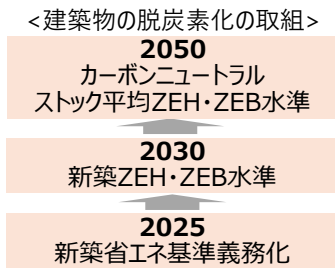 <建築物の脱炭素化の取組>
2050
カーボンニュートラル
ストック平均ZEH・ZEB水準
2030
新築ZEH・ZEB水準
2025
新築省エネ基準義務化